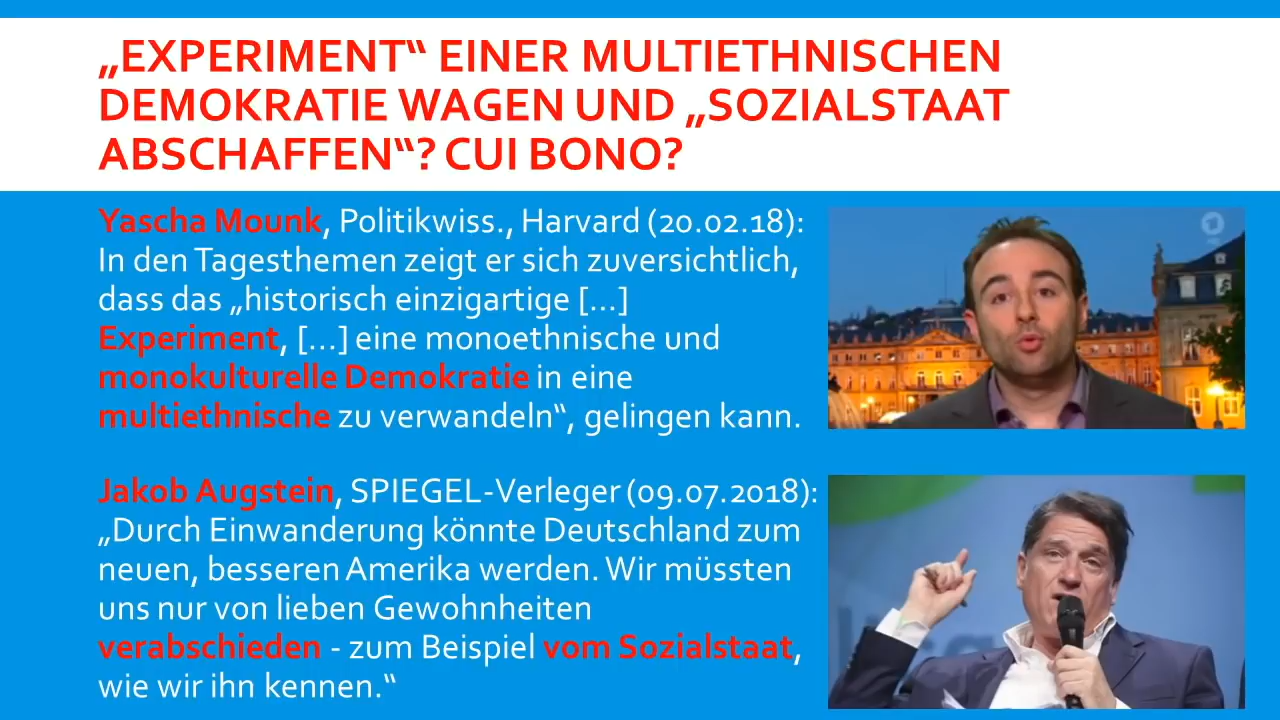 „EXPERIMENT“ EINER MULTIETHNISCHEN
DEMOKRATIE WAGEN UND „SOZIALSTAAT
ABSCHAFFEN“? CUI BONO?
Yascha Mounk, Politikwiss., Harvard (20.02.18):
In den Tagesthemen zeigt er sich zuversichtlich,
dass das „historisch einzigartige [...]
Experiment, [...] eine monoethnische und
monokulturelle Demokratie in eine
multiethnische zu verwandeln“, gelingen kann.
Jakob Augstein, SPIEGEL-Verleger (09.07.2018):
„Durch Einwanderung könnte Deutschland zum
neuen, besseren Amerika werden. Wir müssten
uns nur von lieben Gewohnheiten
verabschieden - zum Beispiel vom Sozialstaat,
wie wir ihn kennen.“